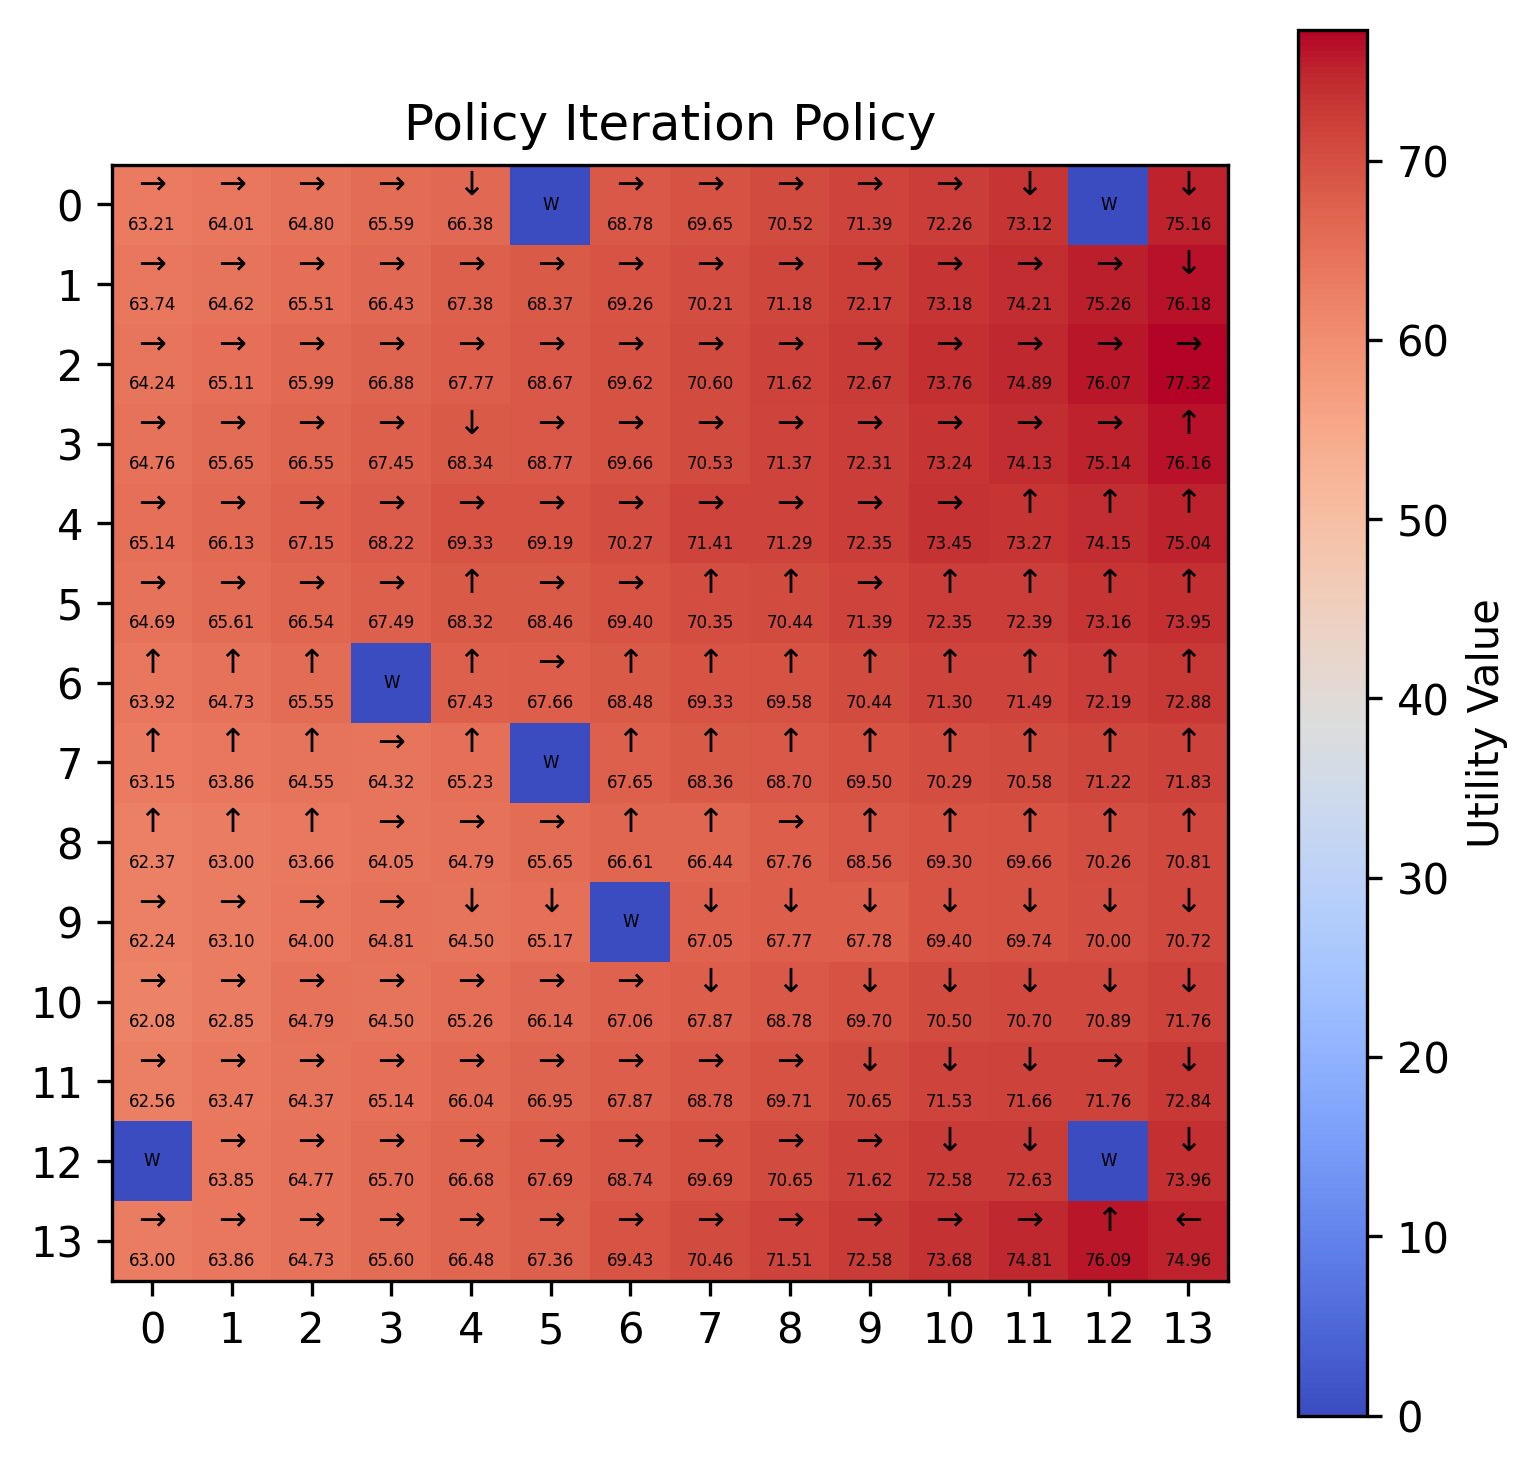 Policy Iteration Policy
0 → → → → ↓ W → → → → → ↓ W ↓
63.21 64.01 64.80 65.59 66.38 68.78 69.65 70.52 71.39 72.26 73.12 75.16
1 → → → → → → → → → → → → → ↓
63.74 64.62 65.51 66.43 67.38 68.37 69.26 70.21 71.18 72.17 73.18 74.21 75.26 76.18
2 → → → → → → → → → → → → → →
64.24 65.11 65.99 66.88 67.77 68.67 69.62 70.60 71.62 72.67 73.76 74.89 76.07 77.32
3 → → → → ↓ → → → → → → → → ↑
64.76 65.65 66.55 67.45 68.34 68.77 69.66 70.53 71.37 72.31 73.24 74.13 75.14 76.16
4 → → → → → → → → → → → ↑ ↑ ↑
65.14 66.13 67.15 68.22 69.33 69.19 70.27 71.41 71.29 72.35 73.45 73.27 74.15 75.04
5 → → → → ↑ → → ↑ ↑ → ↑ ↑ ↑ ↑
64.69 65.61 66.54 67.49 68.32 68.46 69.40 70.35 70.44 71.39 72.35 72.39 73.16 73.95
6 ↑ ↑ ↑ W ↑ → ↑ ↑ ↑ ↑ ↑ ↑ ↑ ↑
63.92 64.73 65.55 67.43 67.66 68.48 69.33 69.58 70.44 71.30 71.49 72.19 72.88
7 ↑ ↑ ↑ → ↑ W ↑ ↑ ↑ ↑ ↑ ↑ ↑ ↑
63.15 63.86 64.55 64.32 65.23 67.65 68.36 68.70 69.50 70.29 70.58 71.22 71.83
8 ↑ ↑ ↑ → → → ↑ ↑ → ↑ ↑ ↑ ↑ ↑
62.37 63.00 63.66 64.05 64.79 65.65 66.61 66.44 67.76 68.56 69.30 69.66 70.26 70.81
9 → → → → ↓ ↓ W ↓ ↓ ↓ ↓ ↓ ↓ ↓
62.24 63.10 64.00 64.81 64.50 65.17 67.05 67.77 67.78 69.40 69.74 70.00 70.72
10 → → → → → → → ↓ ↓ ↓ ↓ ↓ ↓ ↓
62.08 62.85 64.79 64.50 65.26 66.14 67.06 67.87 68.78 69.70 70.50 70.70 70.89 71.76
11 → → → → → → → → → ↓ ↓ ↓ → ↓
62.56 63.47 64.37 65.14 66.04 66.95 67.87 68.78 69.71 70.65 71.53 71.66 71.76 72.84
12 W → → → → → → → → → ↓ ↓ W ↓
63.85 64.77 65.70 66.68 67.69 68.74 69.69 70.65 71.62 72.58 72.63 73.96
13 → → → → → → → → → → → → ↑ ←
63.00 63.86 64.73 65.60 66.48 67.36 69.43 70.46 71.51 72.58 73.68 74.81 76.09 74.96
0 1 2 3 4 5 6 7 8 9 10 11 12 13
70
60
50
40
30
20
10
0
Utility Value